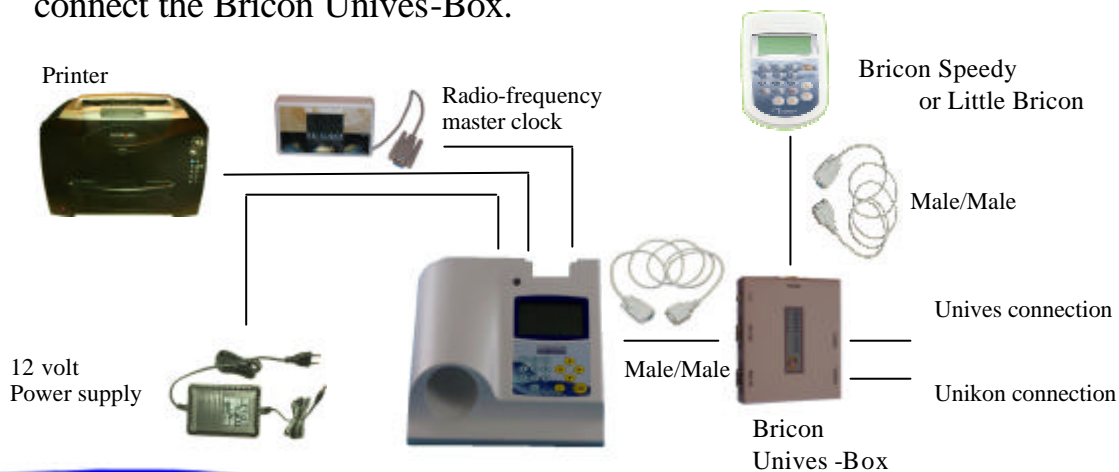 connect the Bricon Unives-Box.
Printer
Radio-frequency
master clock
Bricon Speedy
or Little Bricon
Male/Male
12 volt
Power supply
Male/Male
Unives connection
Unikon connection
Bricon
Unives -Box